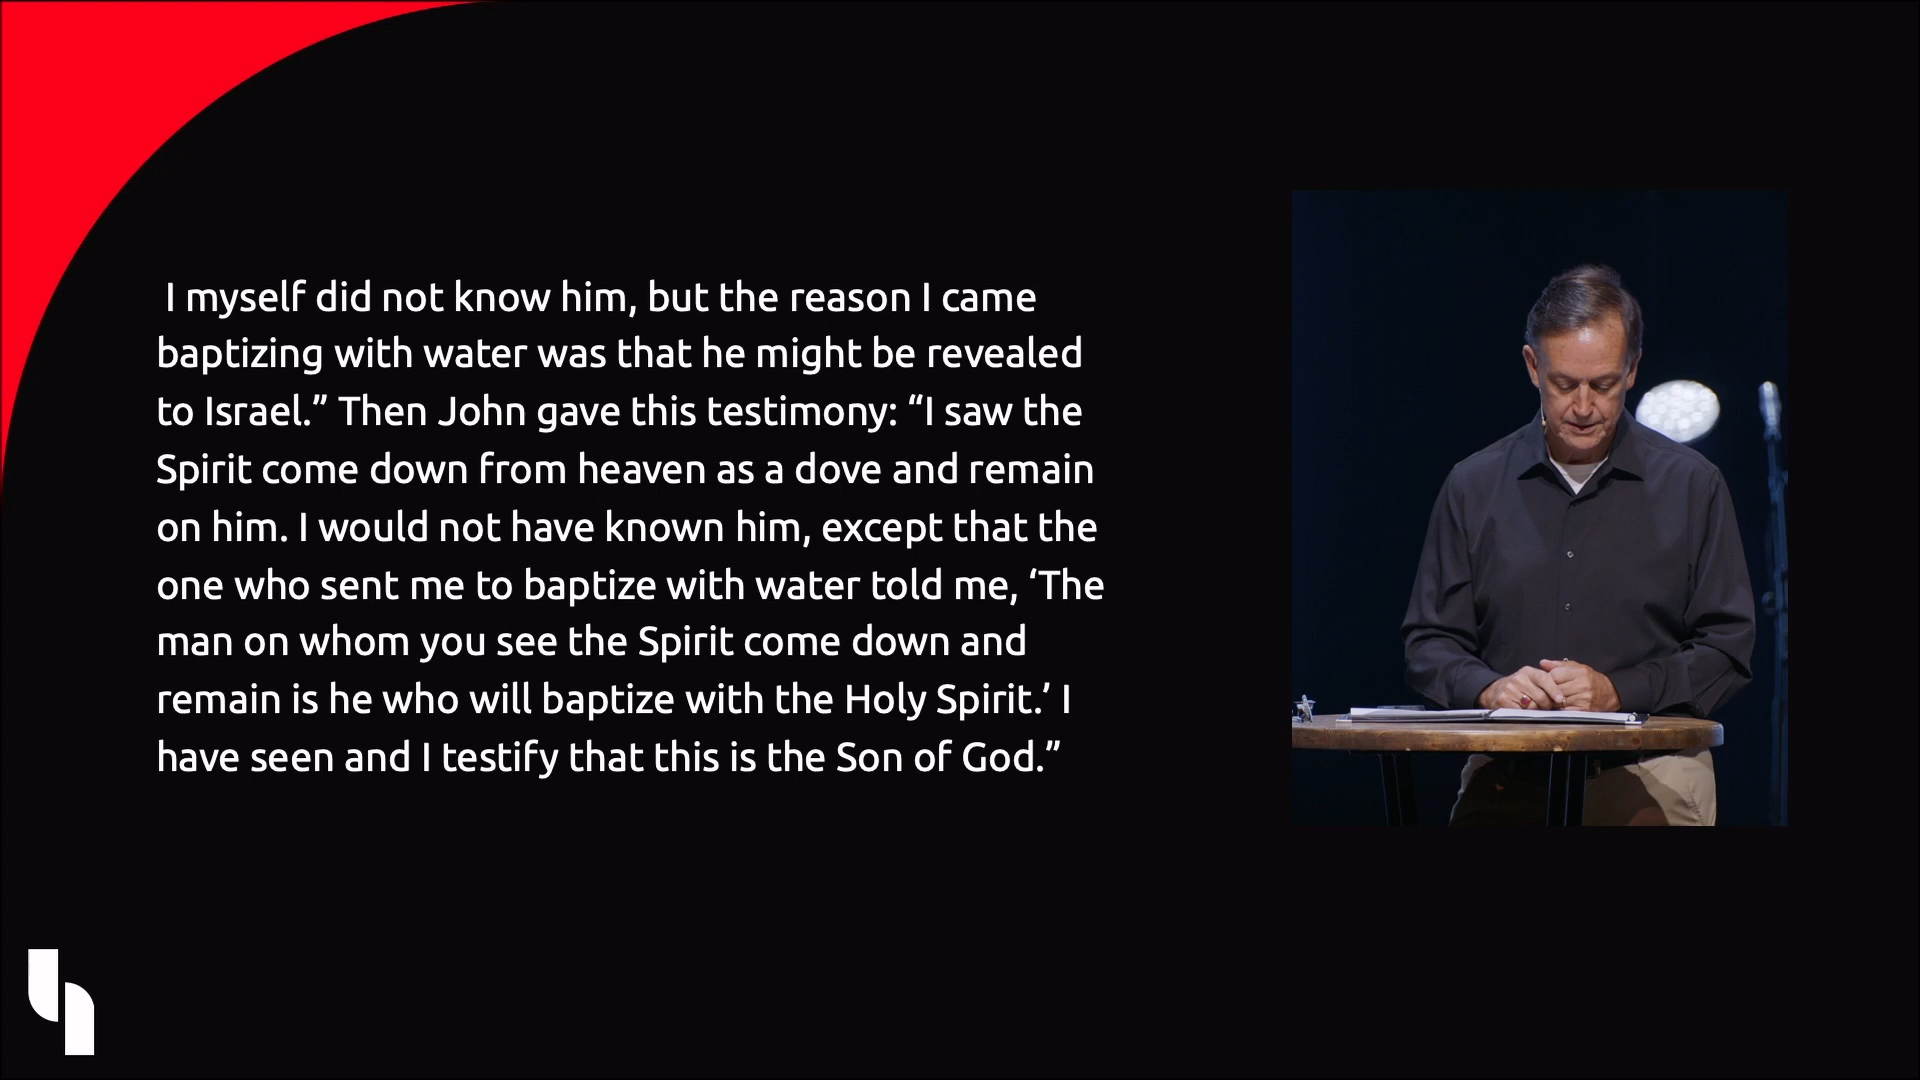 I myself did not know him, but the reason I came
baptizing with water was that he might be revealed
to Israel.” Then John gave this testimony: “I saw the
Spirit come down from heaven as a dove and remain
on him. I would not have known him, except that the
one who sent me to baptize with water told me, ‘The
man on whom you see the Spirit come down and
remain is he who will baptize with the Holy Spirit.’ I
have seen and I testify that this is the Son of God.”